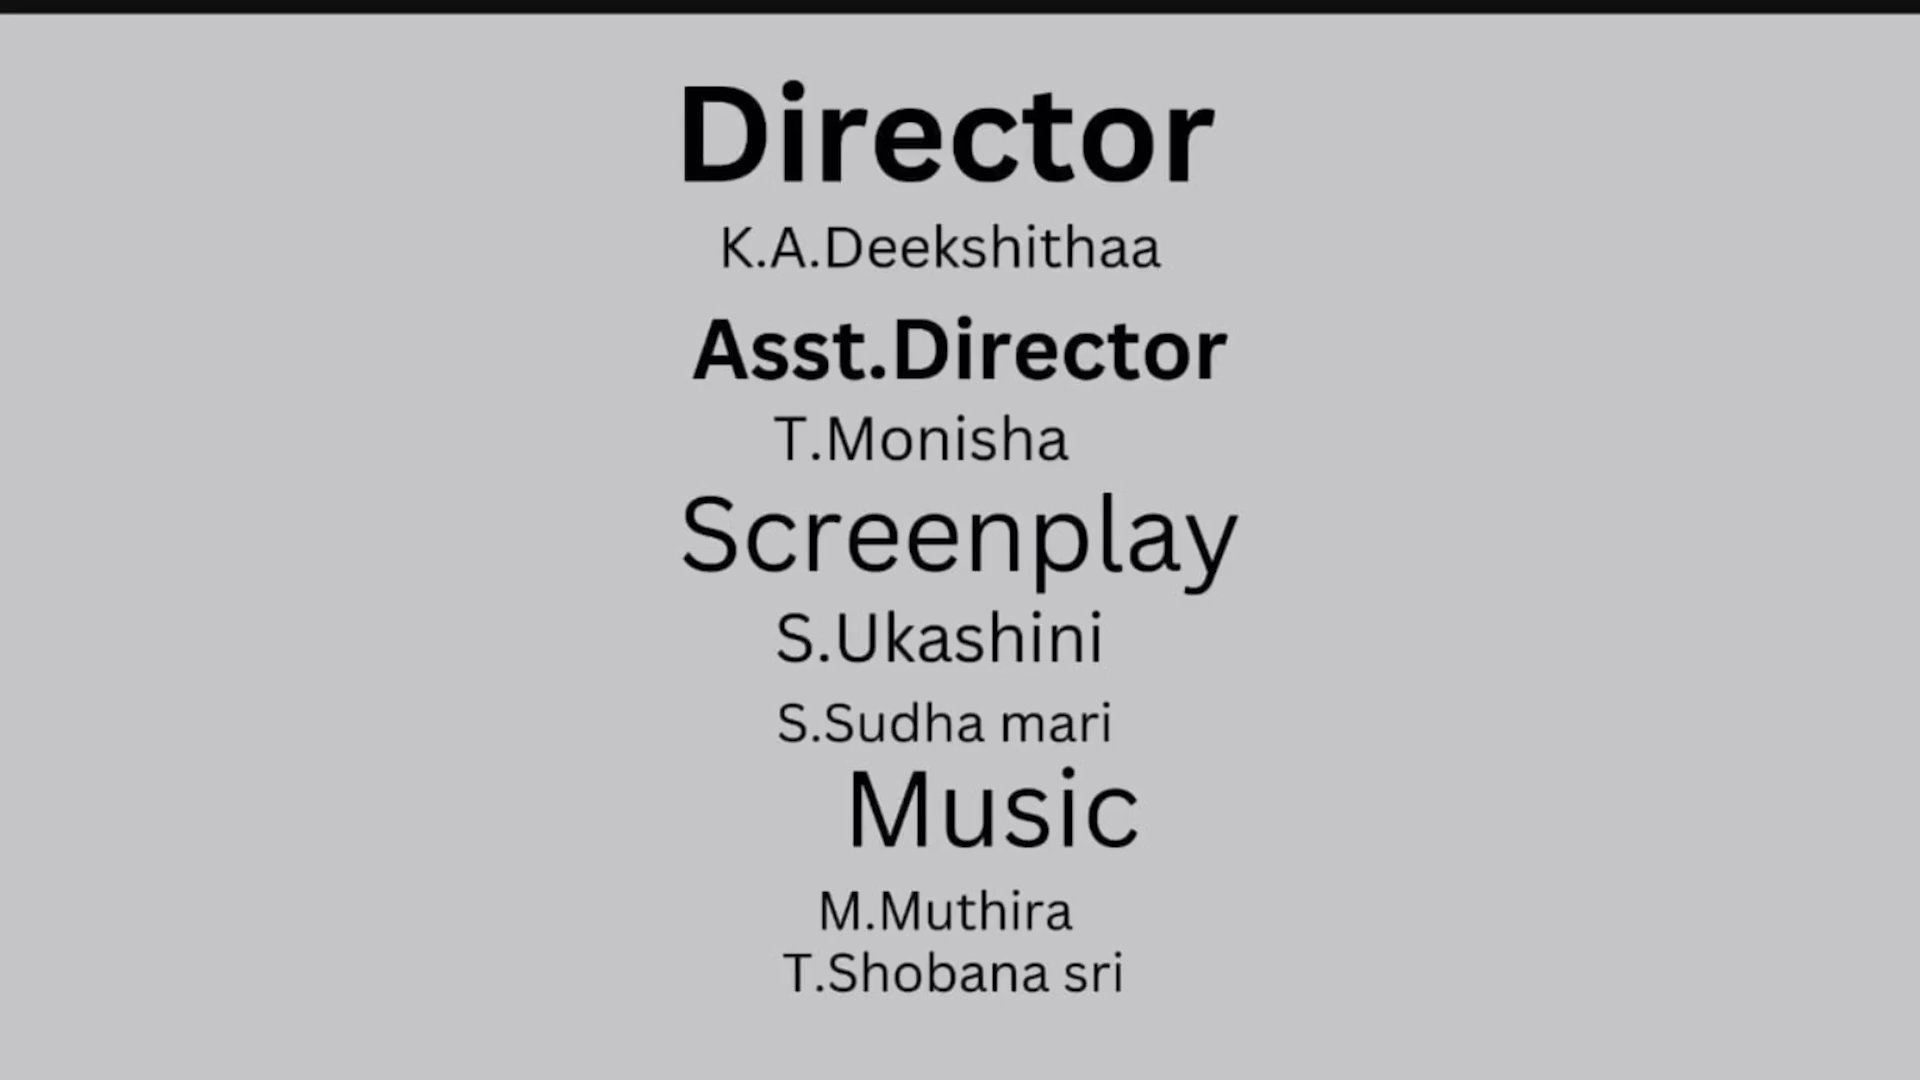 Director
K.A.Deekshithaa
Asst.Director
T.Monisha
Screenplay
S.Ukashini
S.Sudha mari
Music
M.Muthira
T.Shobana sri